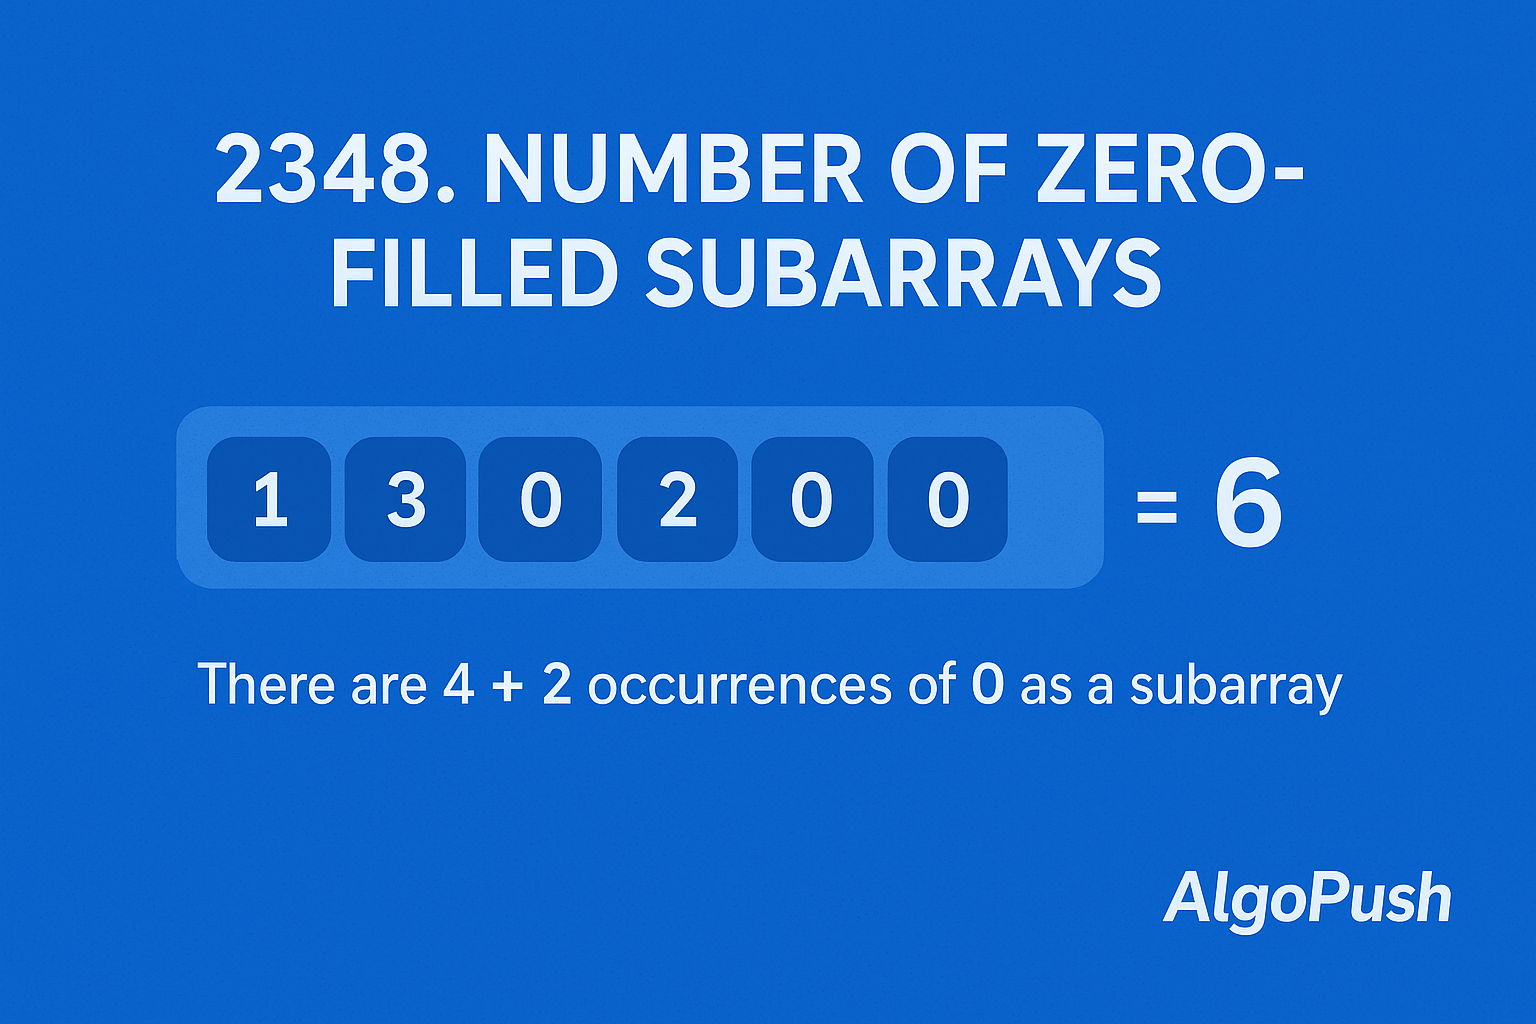 2348. NUMBER OF ZERO-
FILLED SUBARRAYS
1 3 0 2 0 0 = 6
There are 4 + 2 occurrences of 0 as a subarray
AlgoPush